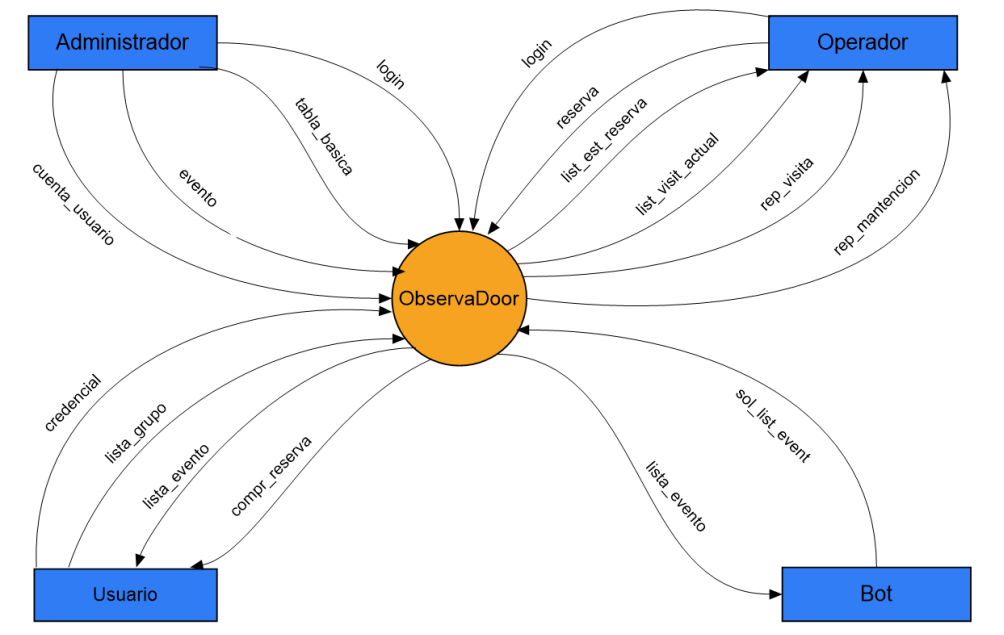 Administrador
Operador
login
login
tabla_basica
reserva
list_est_reserva
list_visit_actual
rep_visita
rep_mantencion
evento
cuenta_usuario
ObservaDoor
credencial
lista_grupo
lista_evento
compr_reserva
lista_evento
sol_list_event
Usuario
Bot